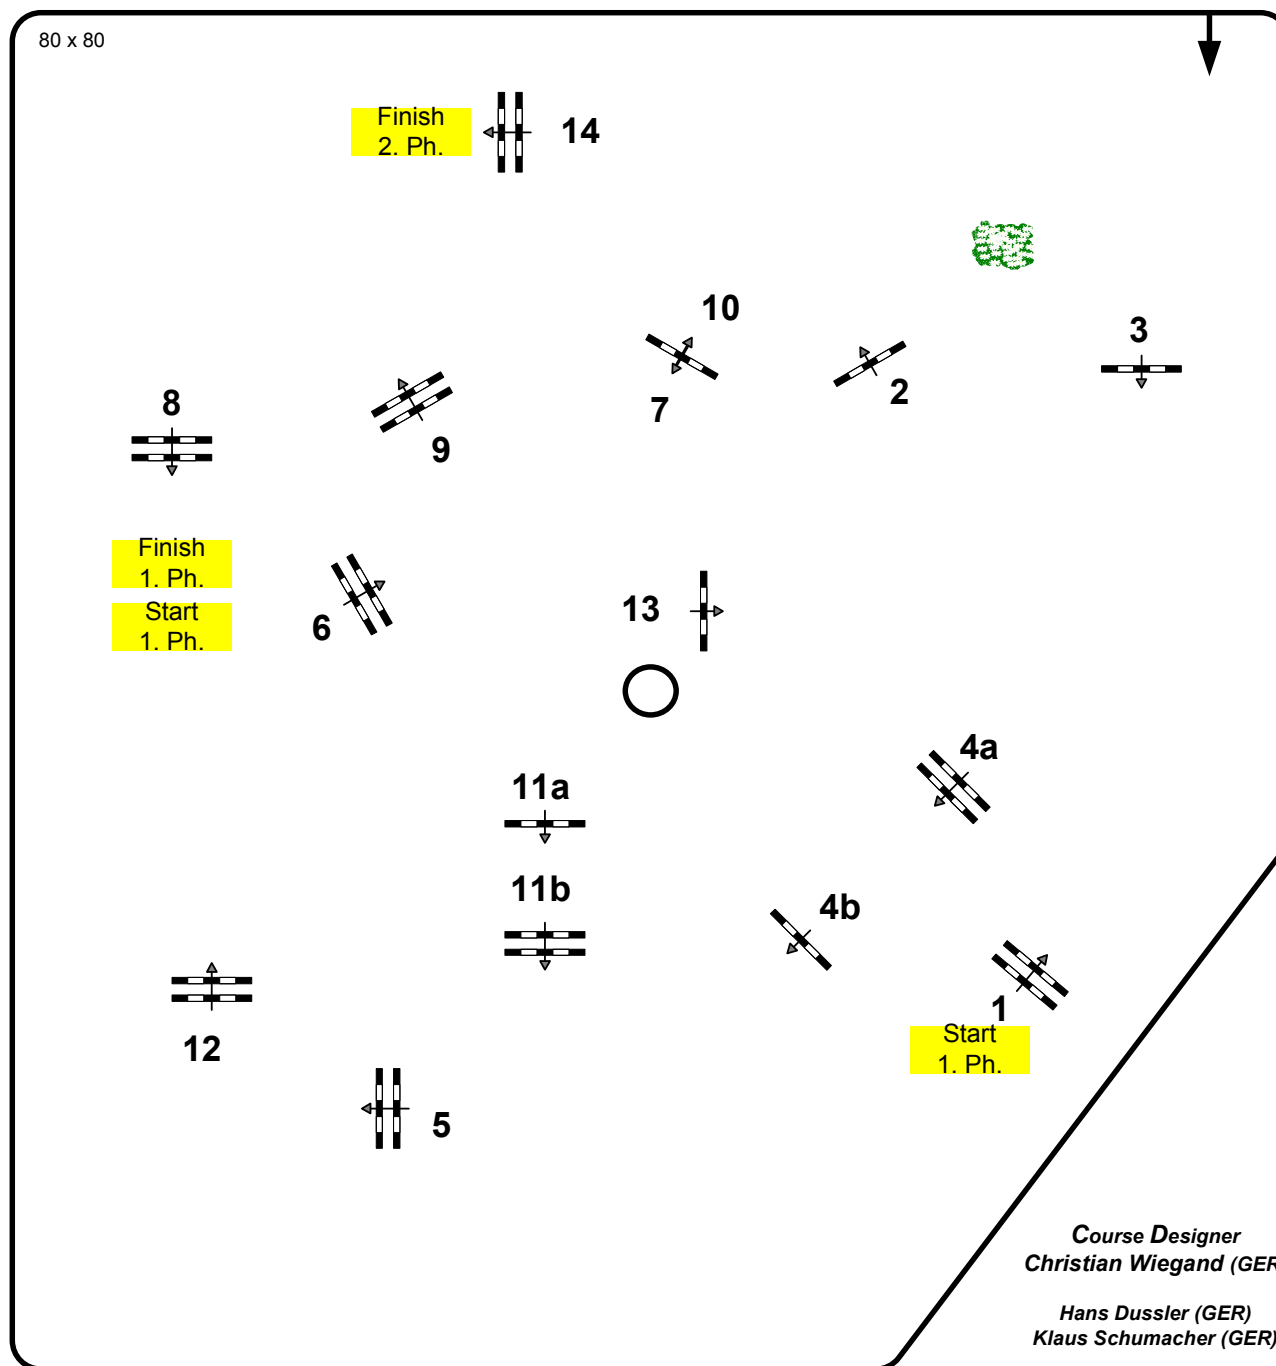 80 x 80
Finish
2. Ph.
14
10
3
8
7
2
9
Finish
1. Ph.
Start
1. Ph.
6
13
4a
11a
11b
4b
1
12
Start
1. Ph.
5
Course Designer
Christian Wiegand (GER
Hans Dussler (GER)
Klaus Schumacher (GER)